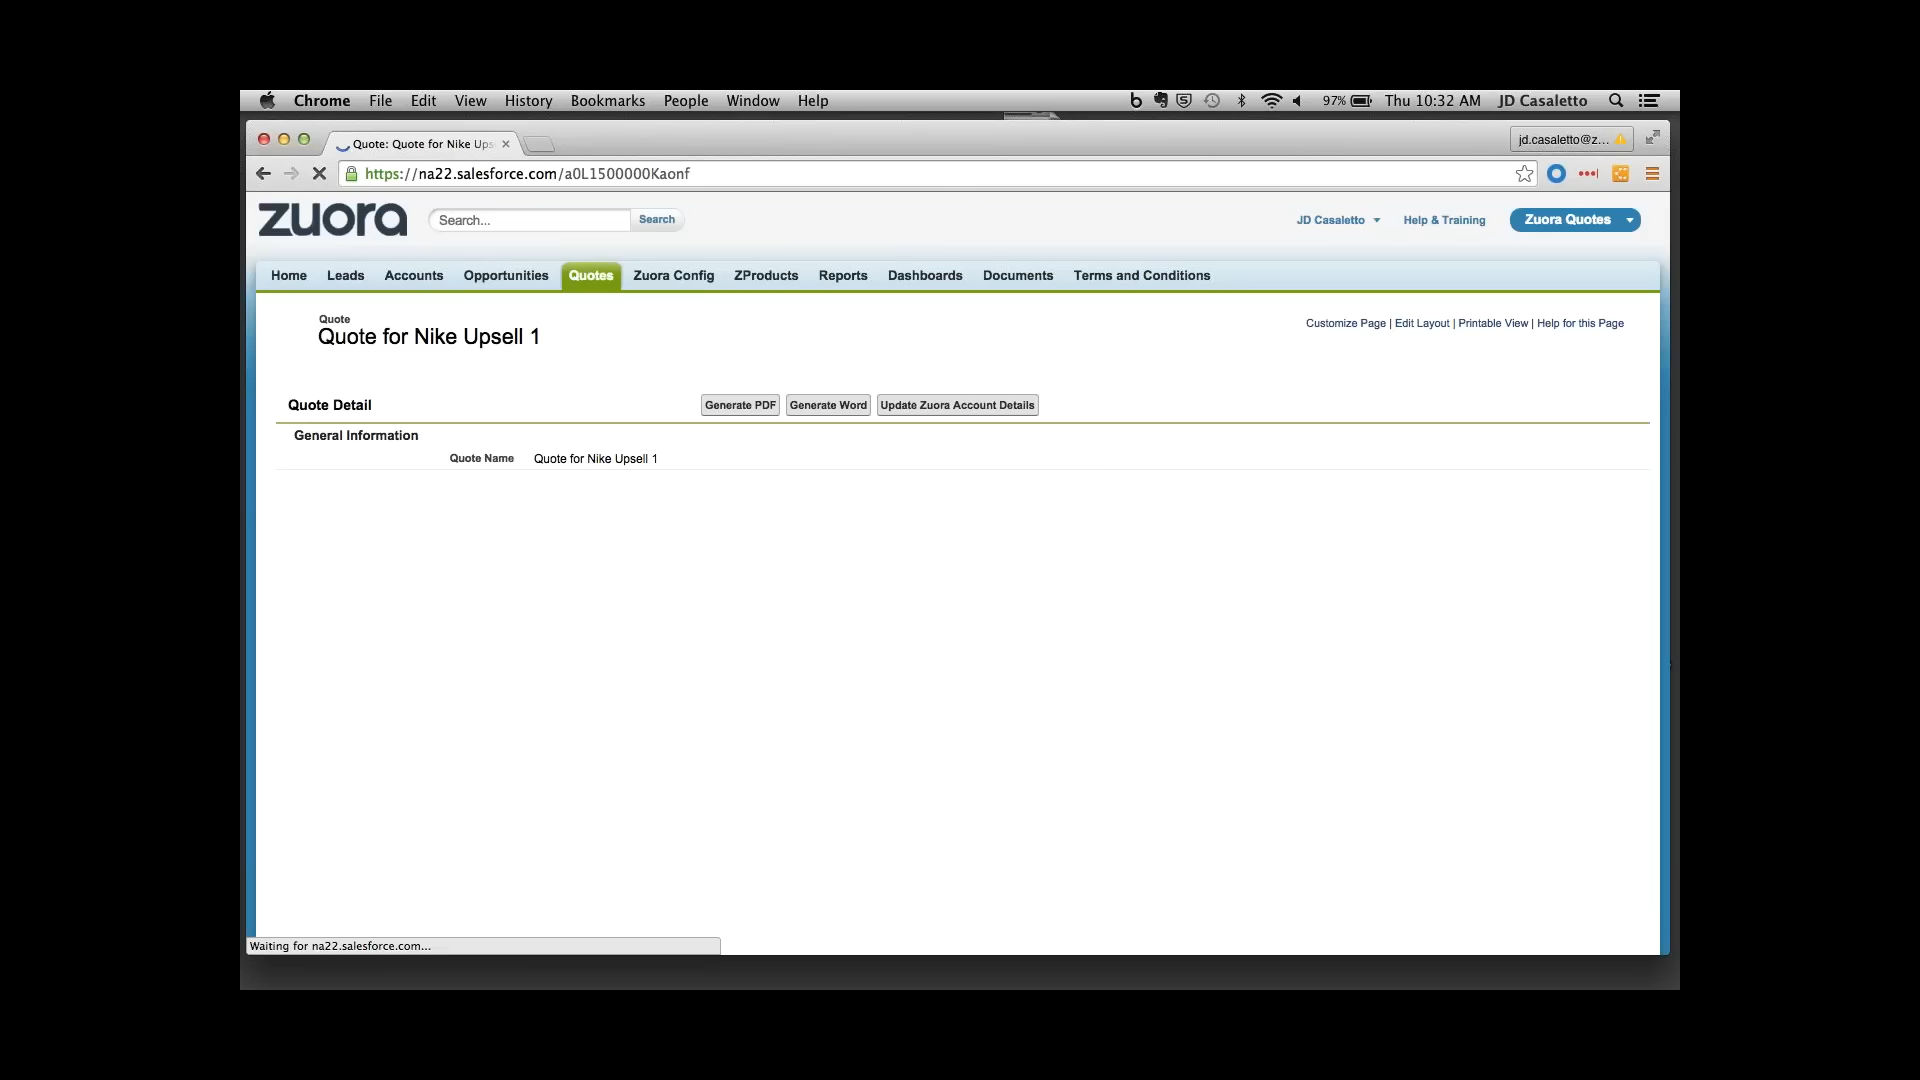 Chrome File Edit View History Bookmarks People Window Help 97% Thu 10:32 AM JD Casaletto
Quote: Quote for Nike Ups jd.casaletto@z...
https://na22.salesforce.com/a0L1500000Kaonf
zuora Search... Search JD Casaletto Help & Training Zuora Quotes
Home Leads Accounts Opportunities Quotes Zuora Config ZProducts Reports Dashboards Documents Terms and Conditions
Quote
Quote for Nike Upsell 1
Customize Page | Edit Layout | Printable View | Help for this Page
Quote Detail Generate PDF Generate Word Update Zuora Account Details
General Information
Quote Name Quote for Nike Upsell 1
Waiting for na22.salesforce.com...